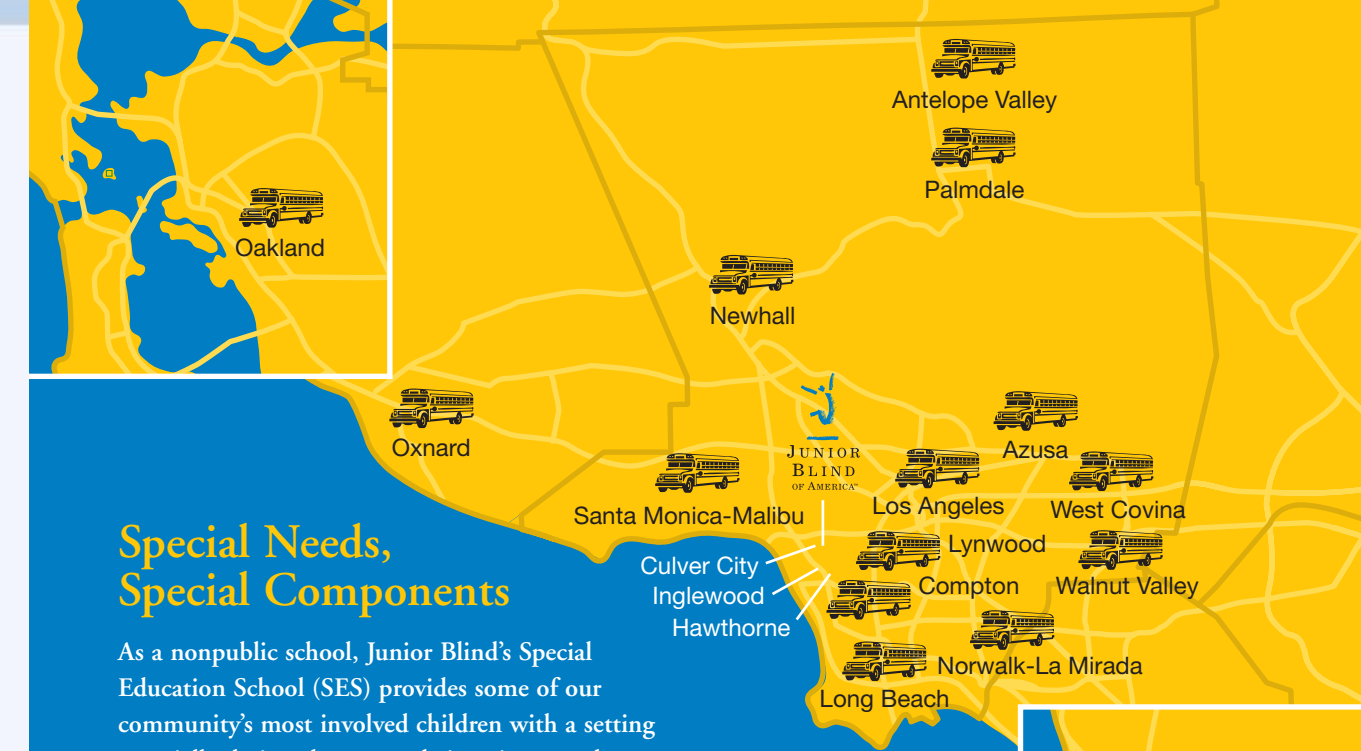 Antelope Valley
Palmdale
Oakland
Newhall
Oxnard
JUNIOR
BLIND
OF AMERICA™
Azusa
Los Angeles
West Covina
Santa Monica-Malibu
Lynwood
Culver City
Compton
Walnut Valley
Inglewood
Hawthorne
Norwalk-La Mirada
Long Beach
Special Needs,
Special Components
As a nonpublic school, Junior Blind’s Special
Education School (SES) provides some of our
community’s most involved children with a setting